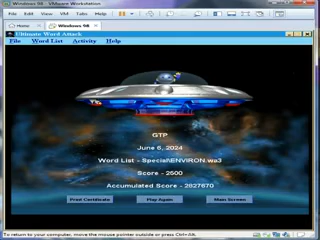 Windows 98 - VMware Workstation
File Edit View VM Tabs Help
Home Windows 98
Ultimate Word Attack
File Word List Activity Help
GTP
June 6, 2024
Word List - Special\ENVIRON.wa3
Score - 2600
Accumulated Score - 2027670
Print Certificate Play Again Main Screen
To return to your computer, move the mouse pointer outside or press Ctrl+Alt.